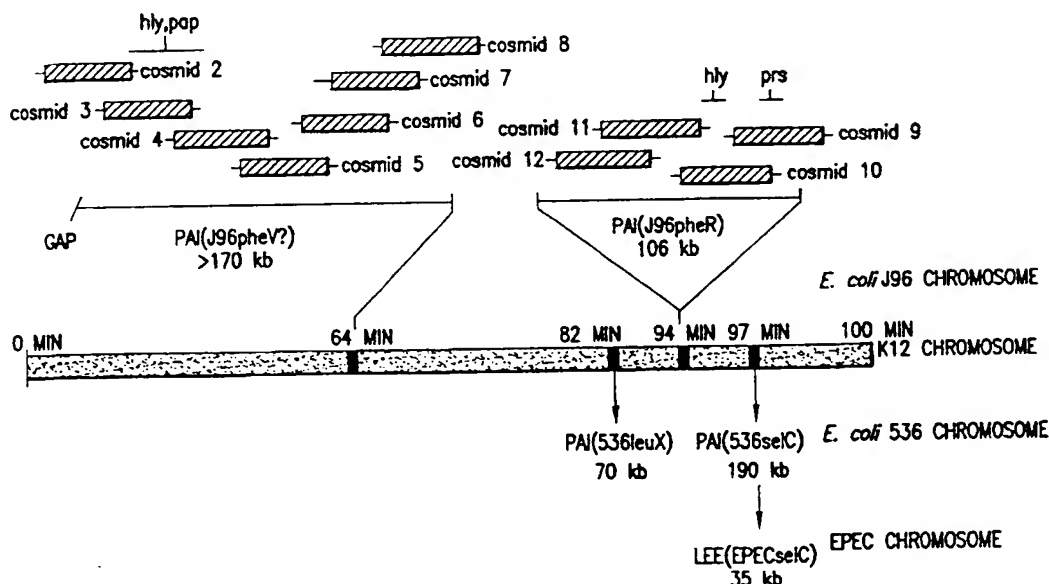 hly,pap
cosmid 8
cosmid 2
cosmid 7
hly
prs
cosmid 3
cosmid 6
cosmid 11
cosmid 9
cosmid 4
cosmid 5
cosmid 12
cosmid 10
GAP
PAI(J96pheV?)
>170 kb
PAI(J96pheR)
106 kb
E. coli J96 CHROMOSOME
0 MIN
64 MIN
82 MIN
94 MIN
97 MIN
100 MIN
K12 CHROMOSOME
PAI(536leuX)
70 kb
PAI(536selC)
190 kb
E. coli 536 CHROMOSOME
LEE(EPECselC)
35 kb
EPEC CHROMOSOME